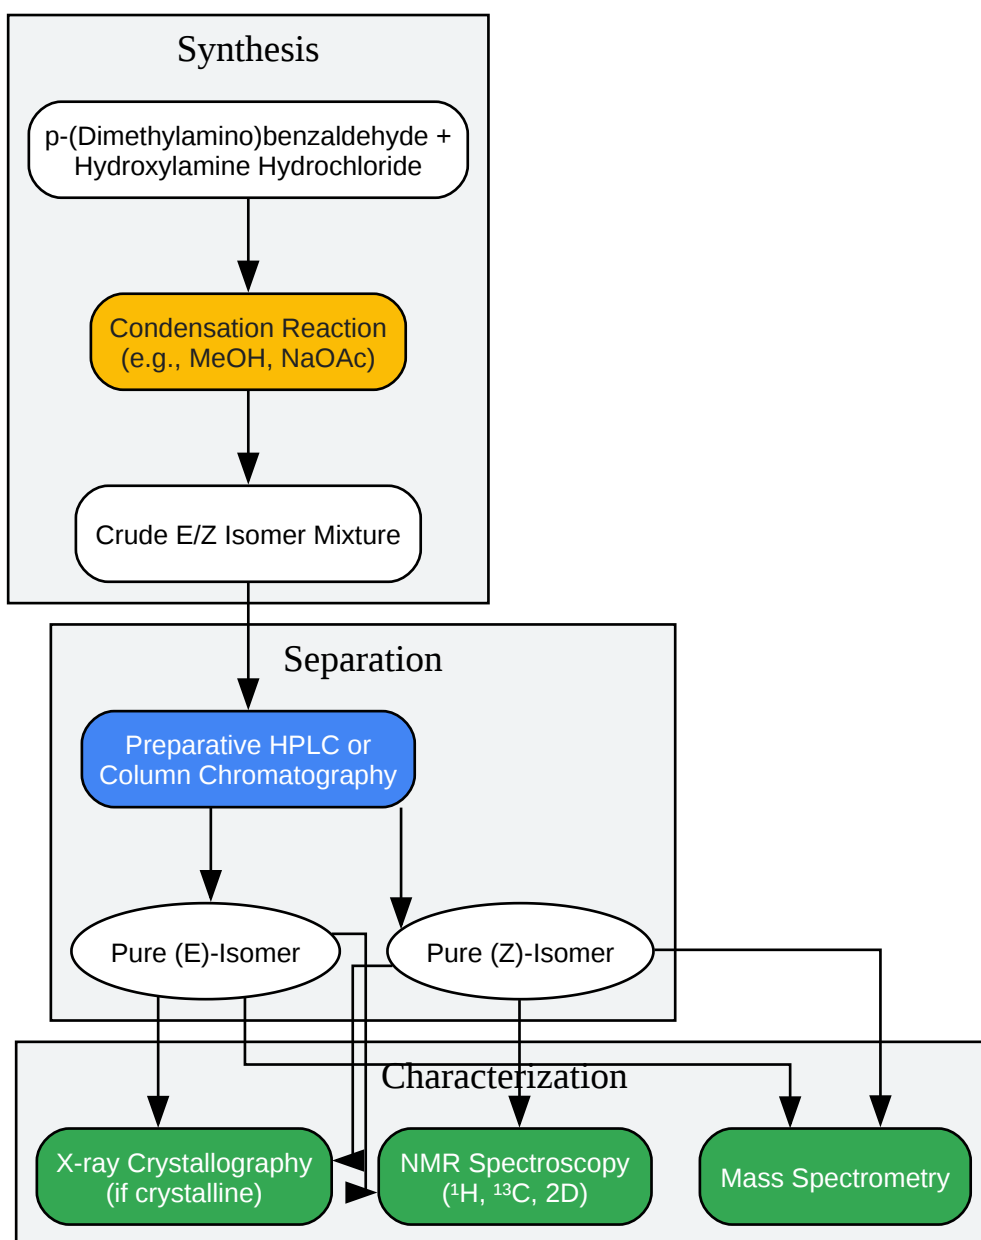 Synthesis
p-(Dimethylamino)benzaldehyde +
Hydroxylamine Hydrochloride
Condensation Reaction
(e.g., MeOH, NaOAc)
Crude E/Z Isomer Mixture
Separation
Preparative HPLC or
Column Chromatography
Pure (E)-Isomer
Pure (Z)-Isomer
Characterization
X-ray Crystallography
(if crystalline)
NMR Spectroscopy
(¹H, ¹³C, 2D)
Mass Spectrometry